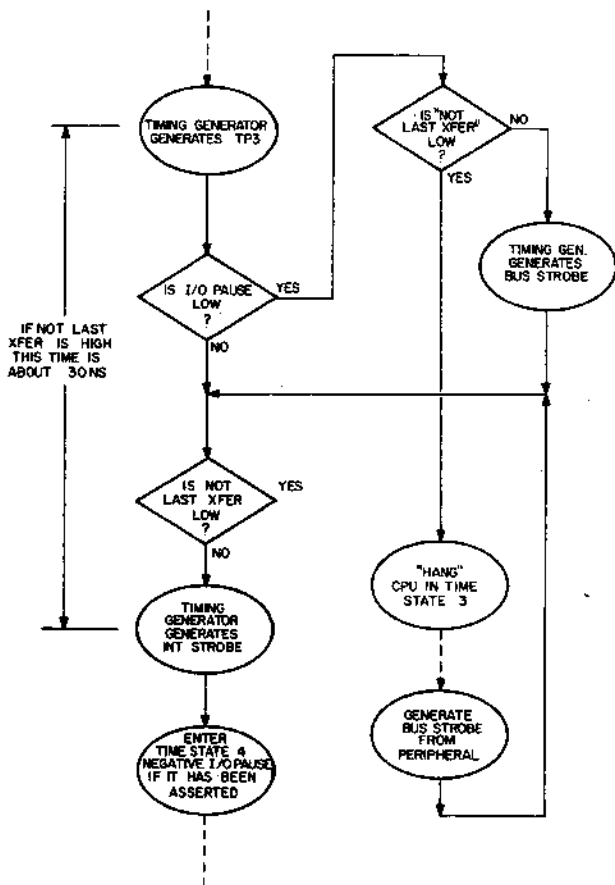 TIMING GENERATOR
GENERATES TP3
IS "NOT
LAST XFER"
LOW
?
NO
YES
TIMING GEN.
GENERATES
BUS STROBE
IS I/O PAUSE
LOW
?
YES
NO
IF NOT LAST
XFER IS HIGH
THIS TIME IS
ABOUT 30NS
IS NOT
LAST XFER
LOW
?
YES
NO
"HANG"
CPU IN TIME
STATE 3
TIMING
GENERATOR
GENERATES
INT STROBE
GENERATE
BUS STROBE
FROM
PERIPHERAL
ENTER
TIME STATE 4
NEGATIVE I/O PAUSE
IF IT HAS BEEN
ASSERTED